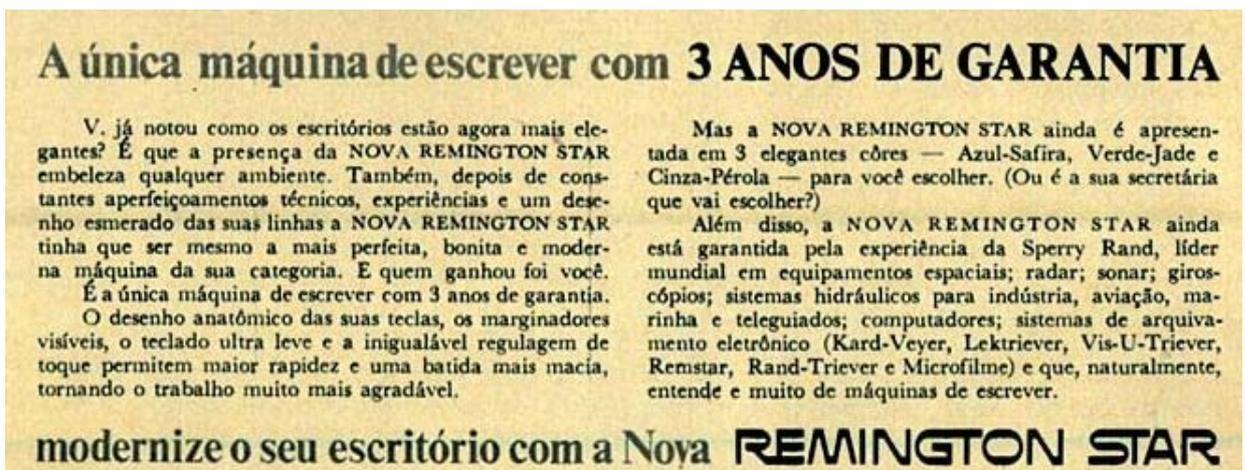 A única máquina de escrever com 3 ANOS DE GARANTIA
V. já notou como os escritórios estão agora mais ele-
gantes? É que a presença da NOVA REMINGTON STAR
embeleza qualquer ambiente. Também, depois de cons-
tantes aperfeiçoamentos técnicos, experiências e um dese-
nho esmerado das suas linhas a NOVA REMINGTON STAR
tinha que ser mesmo a mais perfeita, bonita e moder-
na máquina da sua categoria. E quem ganhou foi você.
É a única máquina de escrever com 3 anos de garantia.
O desenho anatômico das suas teclas, os marginadores
visíveis, o teclado ultra leve e a inigualável regulagem de
toque permitem maior rapidez e uma batida mais macia,
tornando o trabalho muito mais agradável.
Mas a NOVA REMINGTON STAR ainda é apresen-
tada em 3 elegantes côres — Azul-Safira, Verde-Jade e
Cinza-Pérola — para você escolher. (Ou é a sua secretária
que vai escolher?)
Além disso, a NOVA REMINGTON STAR ainda
está garantida pela experiência da Sperry Rand, líder
mundial em equipamentos espaciais; radar; sonar; giros-
cópios; sistemas hidráulicos para indústria, aviação, ma-
rinha e teleguiados; computadores; sistemas de arquiva-
mento eletrônico (Kard-Veyer, Lektriever, Vis-U-Triever,
Remstar, Rand-Triever e Microfilme) e que, naturalmente,
entende e muito de máquinas de escrever.
modernize o seu escritório com a Nova REMINGTON STAR